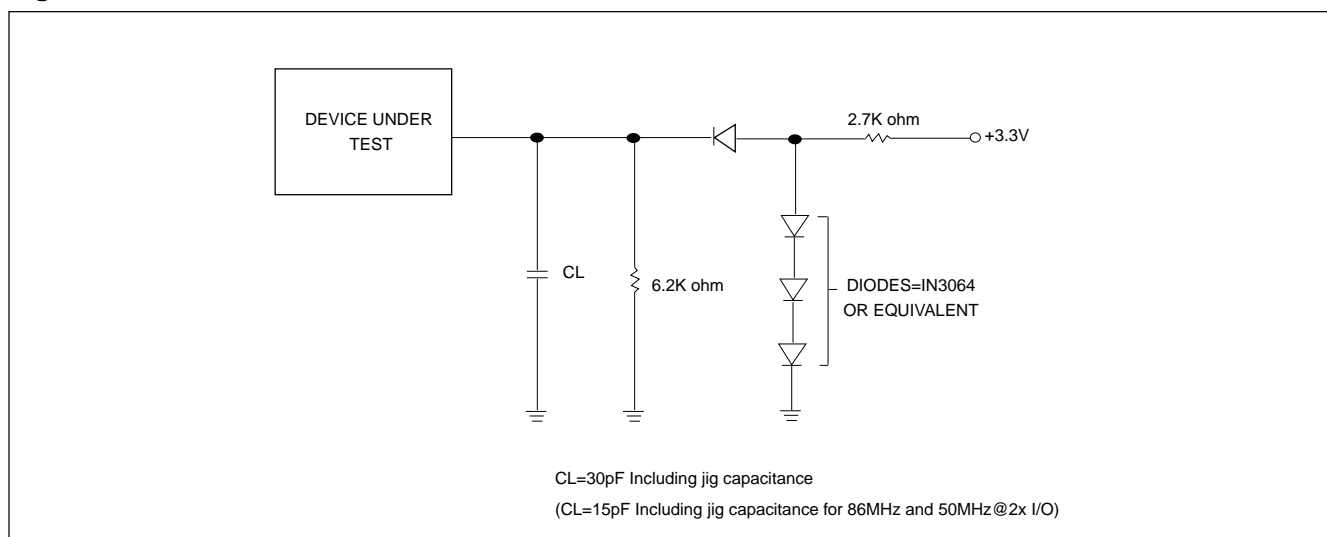 DEVICE UNDER
TEST
2.7K ohm
+3.3V
CL
6.2K ohm
DIODES=IN3064
OR EQUIVALENT
CL=30pF Including jig capacitance
(CL=15pF Including jig capacitance for 86MHz and 50MHz@2x I/O)